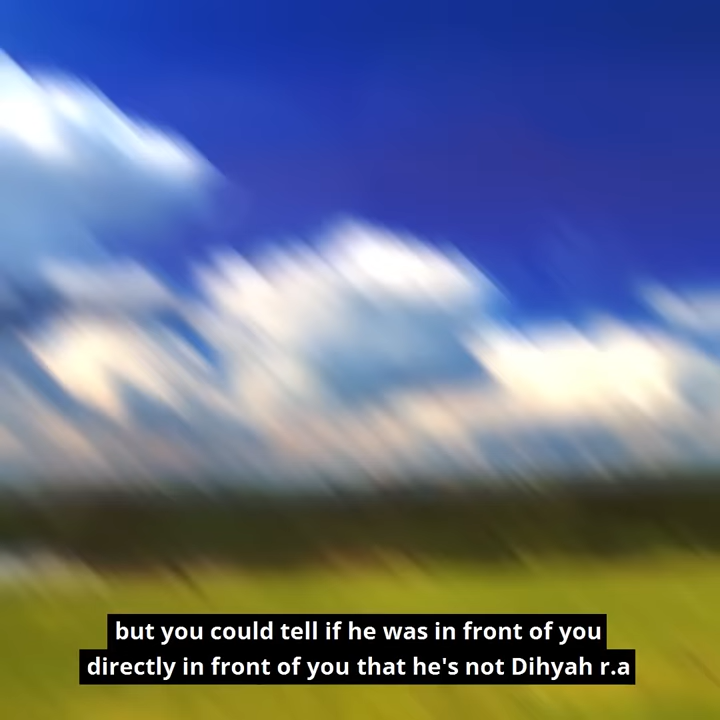 but you could tell if he was in front of you
directly in front of you that he's not Dihyah r.a